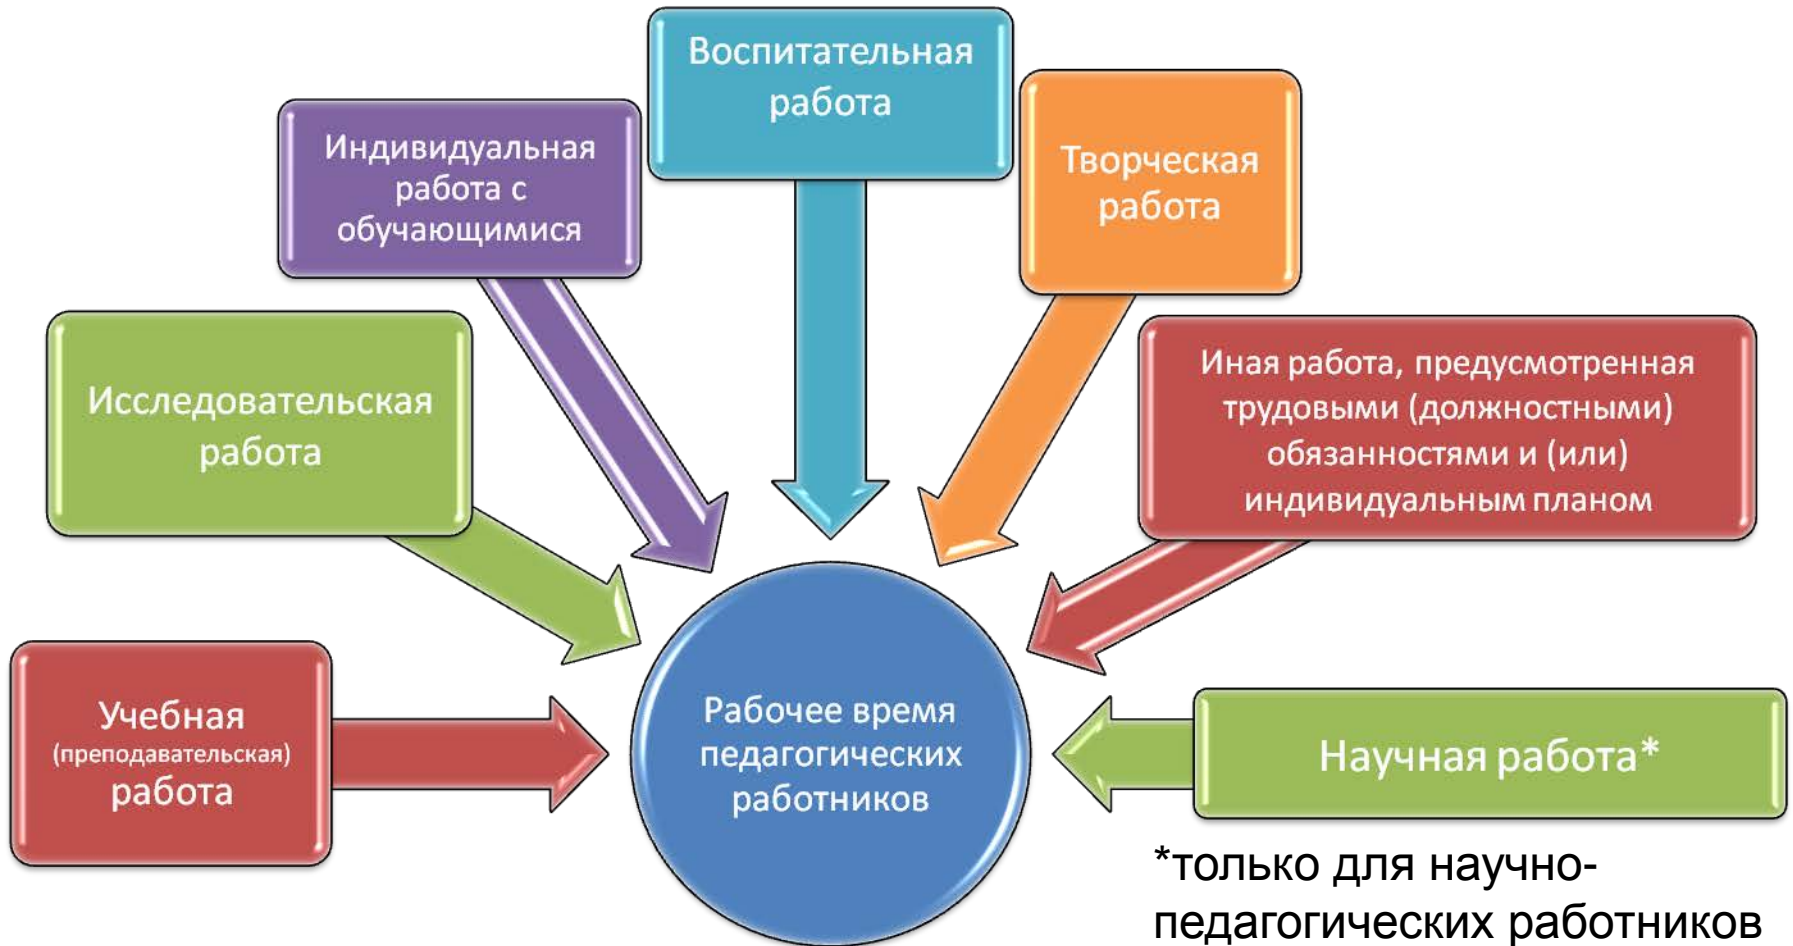 Воспитательная
работа
Индивидуальная
работа с
обучающимися
Творческая
работа
Исследовательская
работа
Иная работа, предусмотренная
трудовыми (должностными)
обязанностями и (или)
индивидуальным планом
Учебная
(преподавательская)
работа
Рабочее время
педагогических
работников
Научная работа*
*только для научно-
педагогических работников